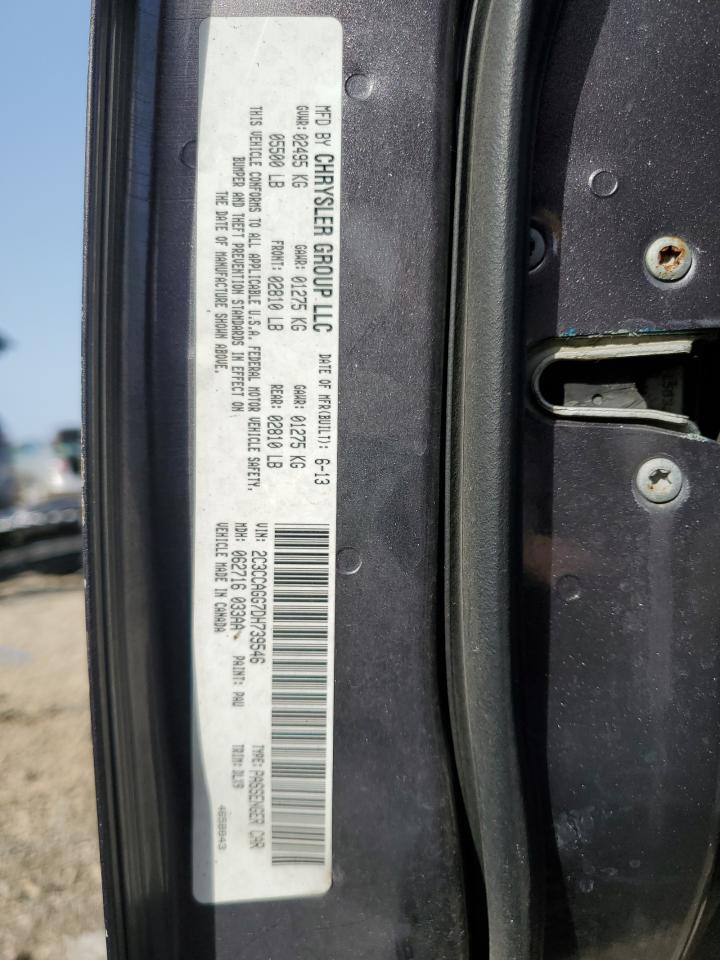 MFD BY CHRYSLER GROUP LLC DATE OF MFR(BUILT): 6-13
GVWR: 02495 KG GAWR: 01275 KG GAWR: 01275 KG
05500 LB FRONT: 02810 LB REAR: 02810 LB
THIS VEHICLE CONFORMS TO ALL APPLICABLE U.S.A. FEDERAL MOTOR VEHICLE SAFETY,
BUMPER AND THEFT PREVENTION STANDARDS IN EFFECT ON
THE DATE OF MANUFACTURE SHOWN ABOVE.
VIN: 2C3CCAGG7DH739546 TYPE: PASSENGER CAR
MDH: 062716 033AA PAINT: PAU TRIM: DLX9
VEHICLE MADE IN CANADA 4658843